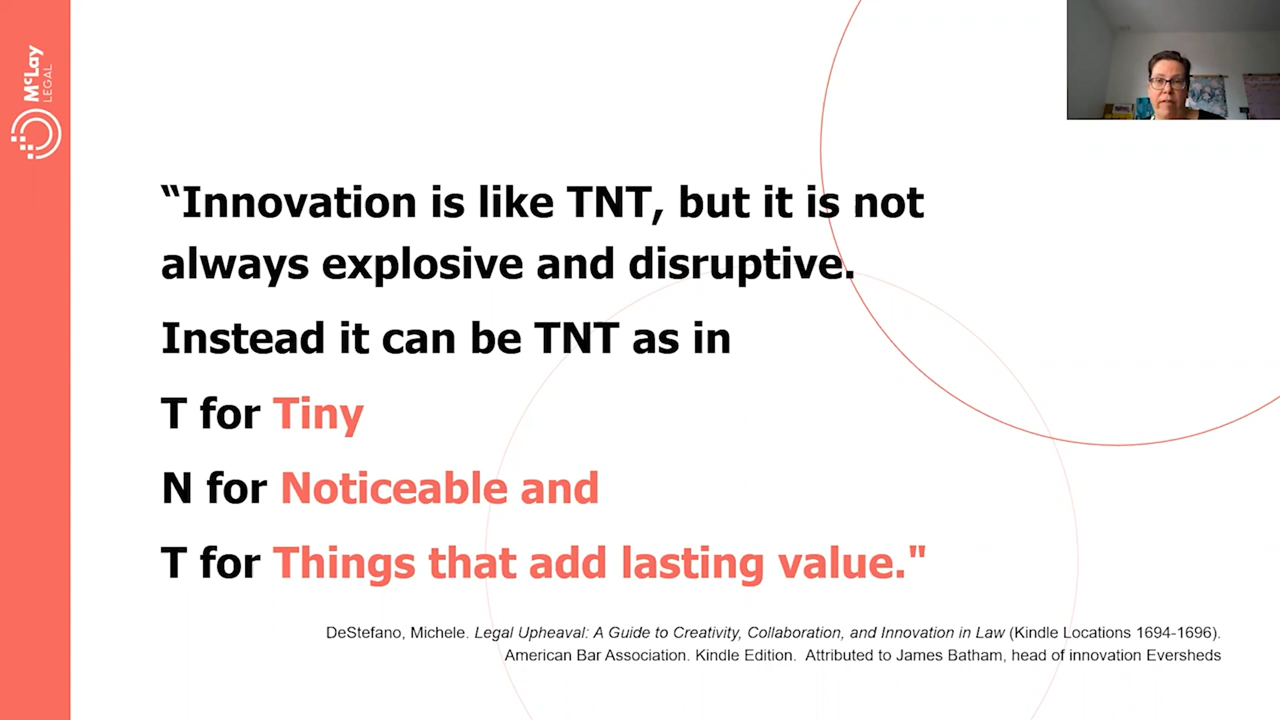 McLay
LEGAL
“Innovation is like TNT, but it is not
always explosive and disruptive.
Instead it can be TNT as in
T for Tiny
N for Noticeable and
T for Things that add lasting value."
DeStefano, Michele. Legal Upheaval: A Guide to Creativity, Collaboration, and Innovation in Law (Kindle Locations 1694-1696).
American Bar Association. Kindle Edition.  Attributed to James Batham, head of innovation Eversheds